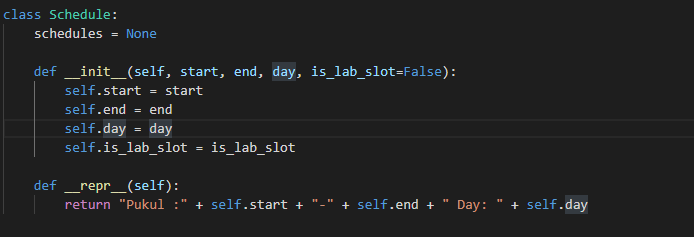 class Schedule:
    schedules = None
    def __init__(self, start, end, day, is_lab_slot=False):
        self.start = start
        self.end = end
        self.day = day
        self.is_lab_slot = is_lab_slot
    def __repr__(self):
        return "Pukul :" + self.start + "-" + self.end + " Day: " + self.day